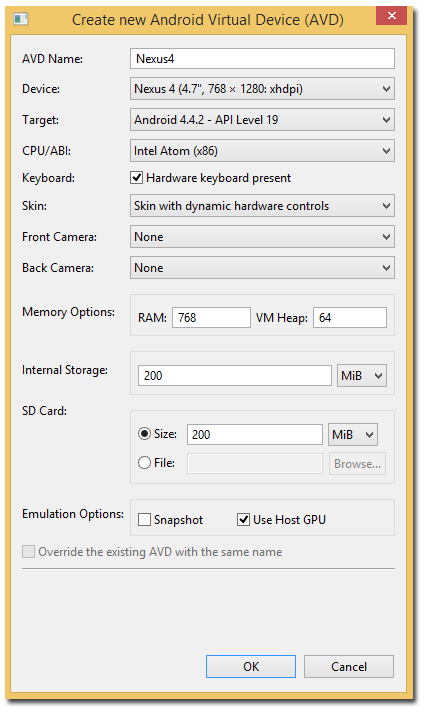 Create new Android Virtual Device (AVD)
AVD Name: Nexus4
Device: Nexus 4 (4.7", 768 × 1280: xhdpi)
Target: Android 4.4.2 - API Level 19
CPU/ABI: Intel Atom (x86)
Keyboard: Hardware keyboard present
Skin: Skin with dynamic hardware controls
Front Camera: None
Back Camera: None
Memory Options: RAM: 768 VM Heap: 64
Internal Storage: 200 MiB
SD Card:
Size: 200 MiB
File: Browse...
Emulation Options: Snapshot Use Host GPU
Override the existing AVD with the same name
OK Cancel